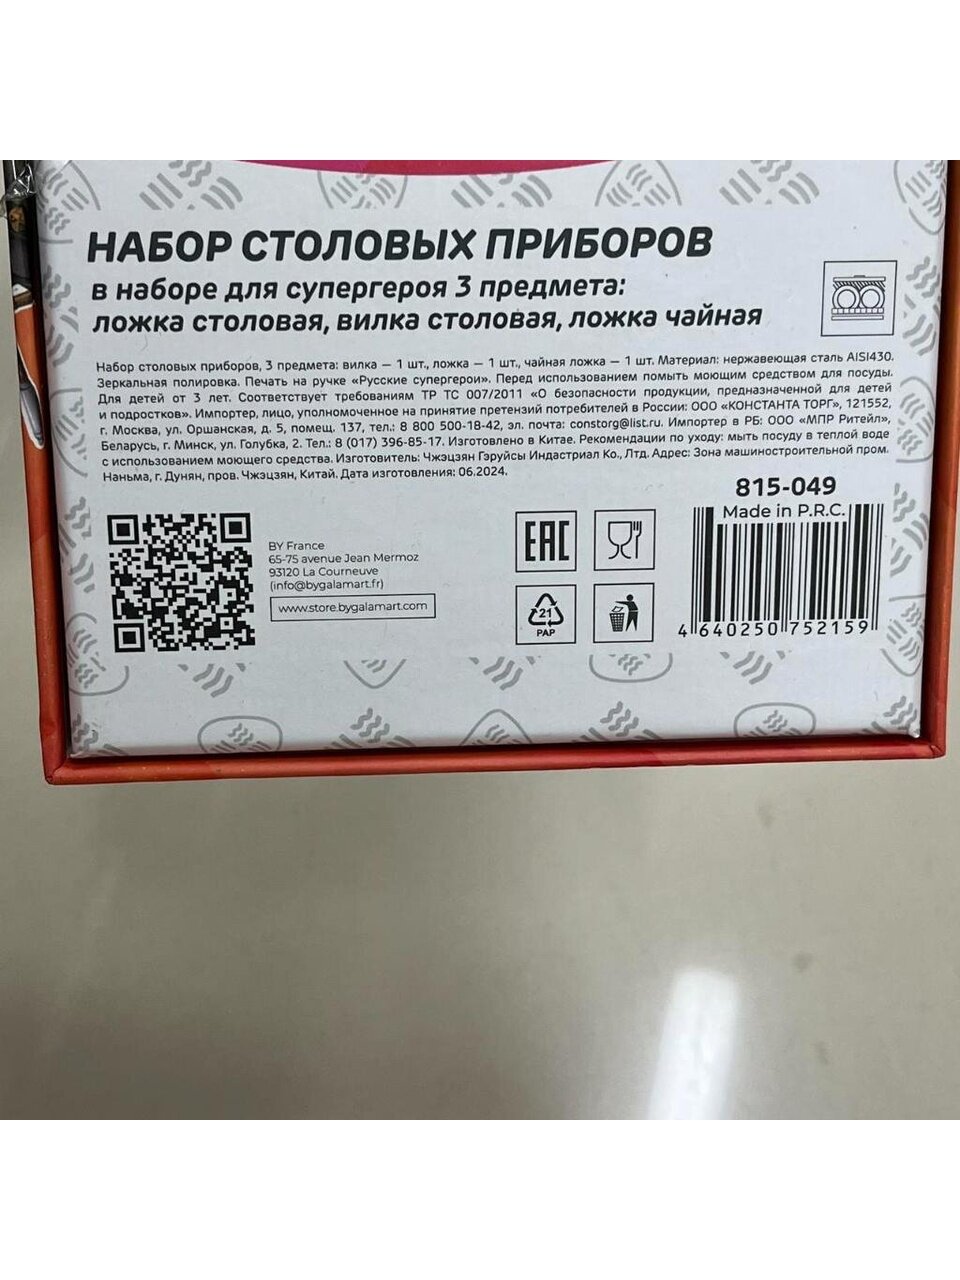 НАБОР СТОЛОВЫХ ПРИБОРОВ
в наборе для супергероя 3 предмета:
ложка столовая, вилка столовая, ложка чайная
Набор столовых приборов, 3 предмета: вилка — 1 шт., ложка — 1 шт., чайная ложка — 1 шт. Материал: нержавеющая сталь AISI430.
Зеркальная полировка. Печать на ручке «Русские супергерои». Перед использованием помыть моющим средством для посуды.
Для детей от 3 лет. Соответствует требованиям ТР ТС 007/2011 «О безопасности продукции, предназначенной для детей
и подростков». Импортер, лицо, уполномоченное на принятие претензий потребителей в России: ООО «КОНСТАНТА ТОРГ», 121552,
г. Москва, ул. Оршанская, д. 5, помещ. 137, тел.: 8 800 500-18-42, эл. почта: constorg@list.ru. Импортер в РБ: ООО «МПР Ритейл»,
Беларусь, г. Минск, ул. Голубка, 2. Тел.: 8 (017) 396-85-17. Изготовлено в Китае. Рекомендации по уходу: мыть посуду в теплой воде
с использованием моющего средства. Изготовитель: Чжэцзян Гэруйсы Индастриал Ко., Лтд. Адрес: Зона машиностроительной пром.
Наньма, г. Дунян, пров. Чжэцзян, Китай. Дата изготовления: 06.2024.
815-049
Made in P.R.C.
BY France
65-75 avenue Jean Mermoz
93120 La Courneuve
(info@bygalamart.fr)
www.store.bygalamart.com
EAC
21
PAP
4 640250 752159